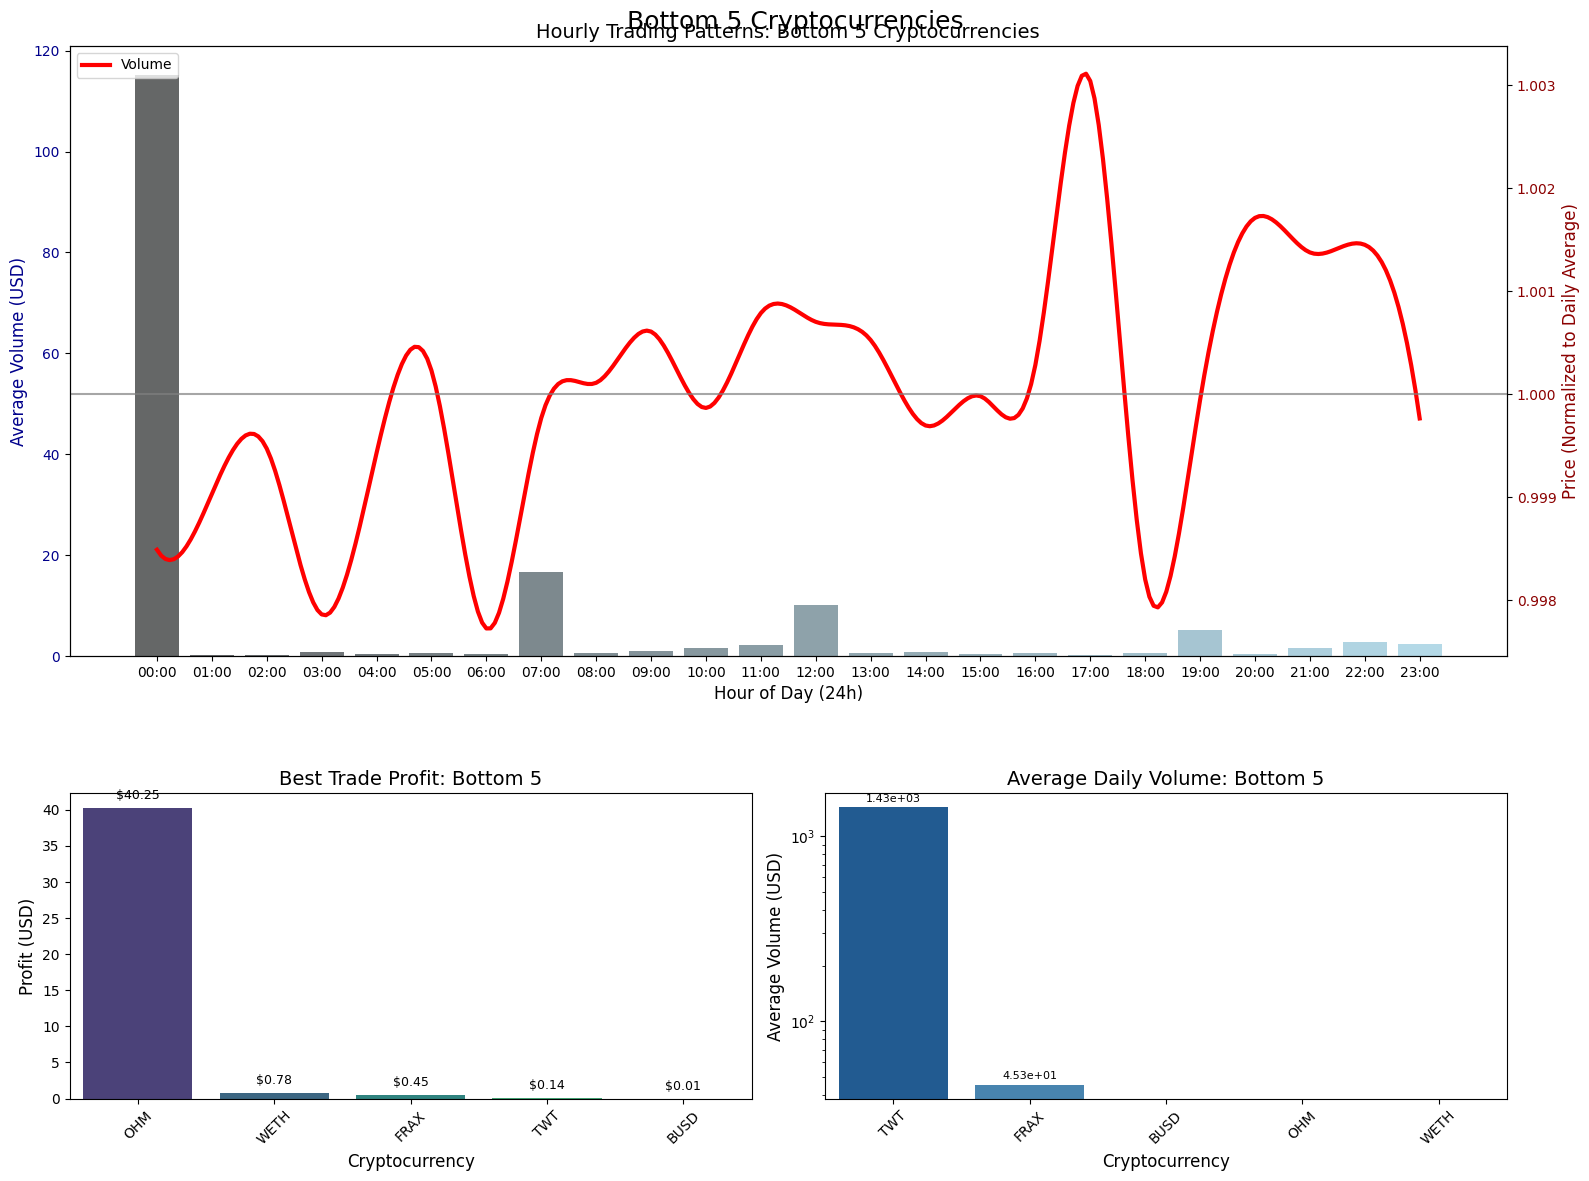 Bottom 5 Cryptocurrencies
Hourly Trading Patterns: Bottom 5 Cryptocurrencies
Volume
120
100
80
60
40
20
0
Average Volume (USD)
1.003
1.002
1.001
1.000
0.999
0.998
Price (Normalized to Daily Average)
00:00 01:00 02:00 03:00 04:00 05:00 06:00 07:00 08:00 09:00 10:00 11:00 12:00 13:00 14:00 15:00 16:00 17:00 18:00 19:00 20:00 21:00 22:00 23:00
Hour of Day (24h)
Best Trade Profit: Bottom 5
40
35
30
25
20
15
10
5
0
Profit (USD)
$40.25
$0.78
$0.45
$0.14
$0.01
OHM WETH FRAX TWT BUSD
Cryptocurrency
Average Daily Volume: Bottom 5
10³
10²
Average Volume (USD)
1.43e+03
4.53e+01
TWT FRAX BUSD OHM WETH
Cryptocurrency